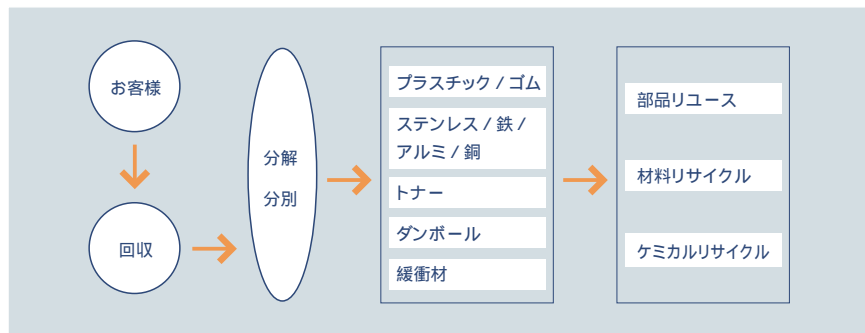 お客様
回収
分解
分別
プラスチック / ゴム
ステンレス / 鉄 /
アルミ / 銅
トナー
ダンボール
緩衝材
部品リユース
材料リサイクル
ケミカルリサイクル